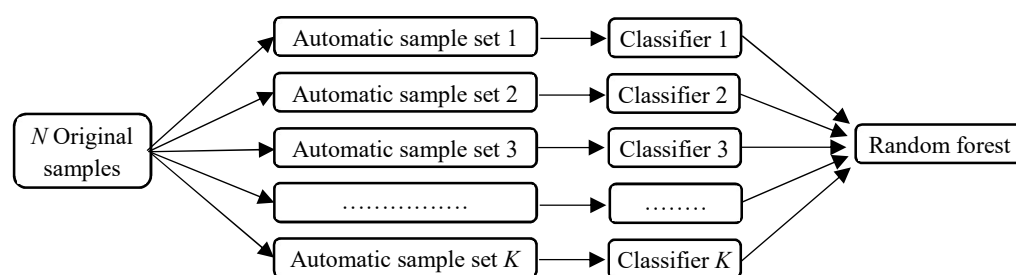 Automatic sample set 1
Classifier 1
Automatic sample set 2
Classifier 2
N Original
samples
Automatic sample set 3
Classifier 3
Random forest
................
........
Automatic sample set K
Classifier K